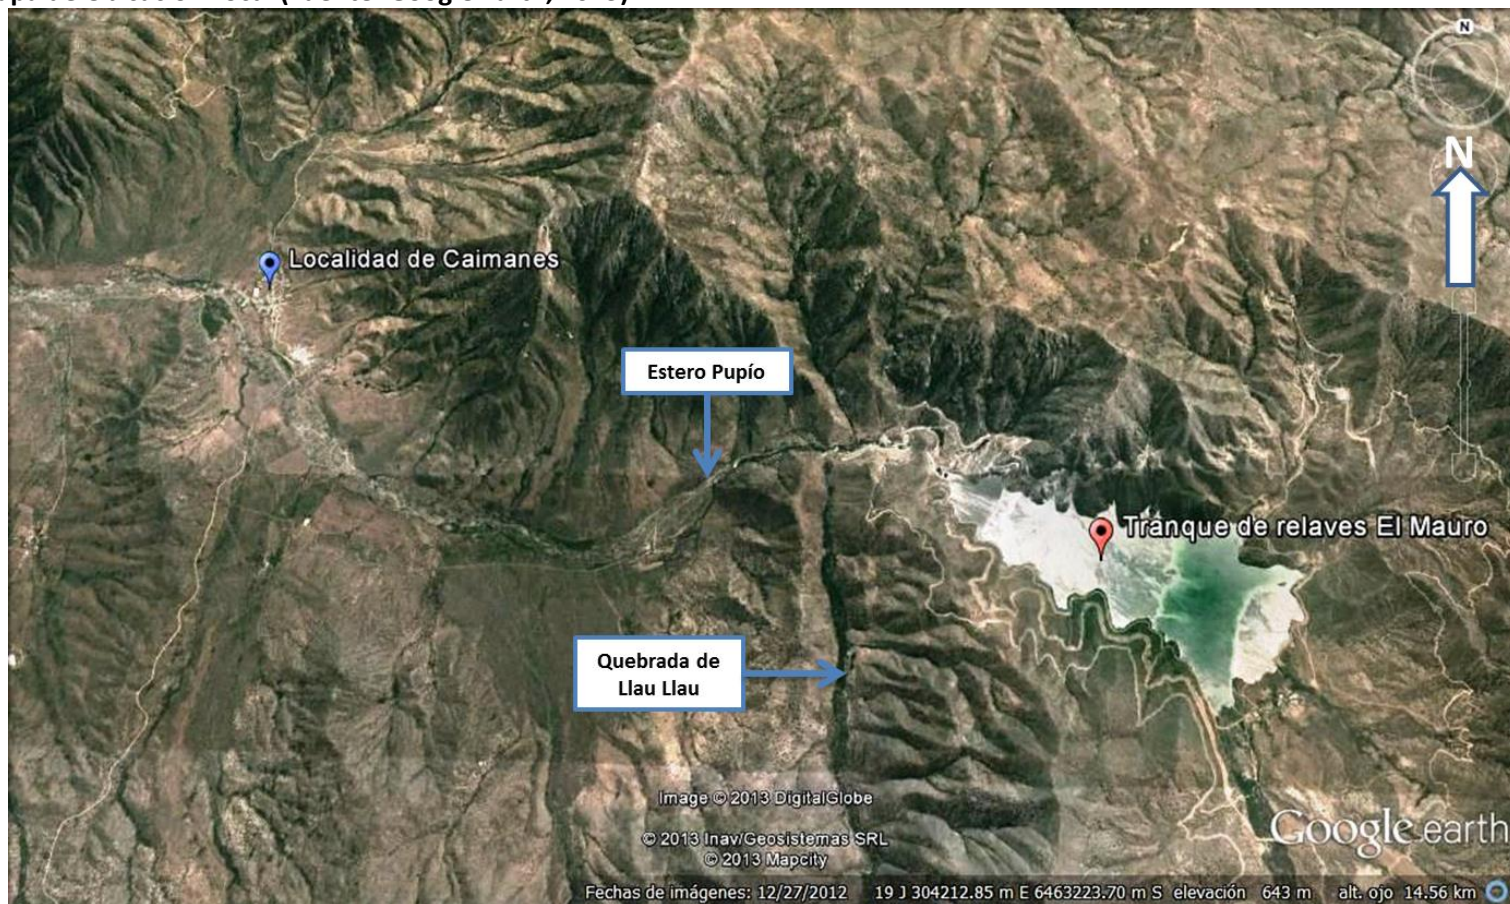 N
N
Localidad de Caimanes
Estero Pupío
Tranque de relaves El Mauro
Quebrada de
Llau Llau
Image © 2013 DigitalGlobe
© 2013 Inav/Geosistemas SRL
© 2013 Mapcity
Google earth
Fechas de imágenes: 12/27/2012 19 J 304212.85 m E 6463223.70 m S elevación 643 m alt. ojo 14.56 km